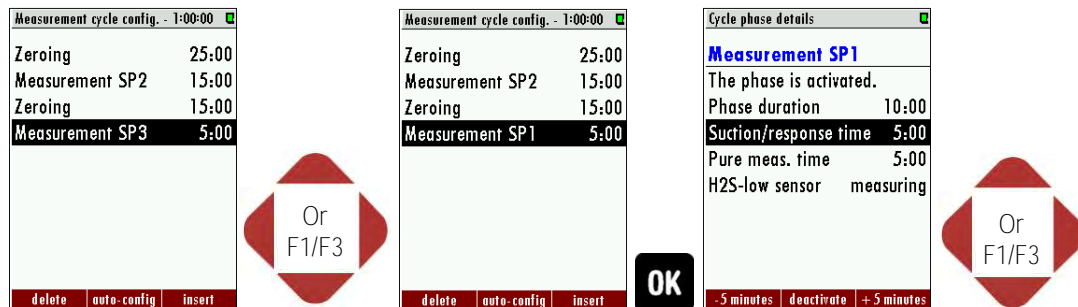 Measurement cycle config. - 1:00:00
Zeroing 25:00
Measurement SP2 15:00
Zeroing 15:00
Measurement SP3 5:00
delete auto-config insert
Or
F1/F3
Measurement cycle config. - 1:00:00
Zeroing 25:00
Measurement SP2 15:00
Zeroing 15:00
Measurement SP1 5:00
delete auto-config insert
OK
Cycle phase details
Measurement SP1
The phase is activated.
Phase duration 10:00
Suction/response time 5:00
Pure meas. time 5:00
H2S-low sensor measuring
-5 minutes deactivate +5 minutes
Or
F1/F3